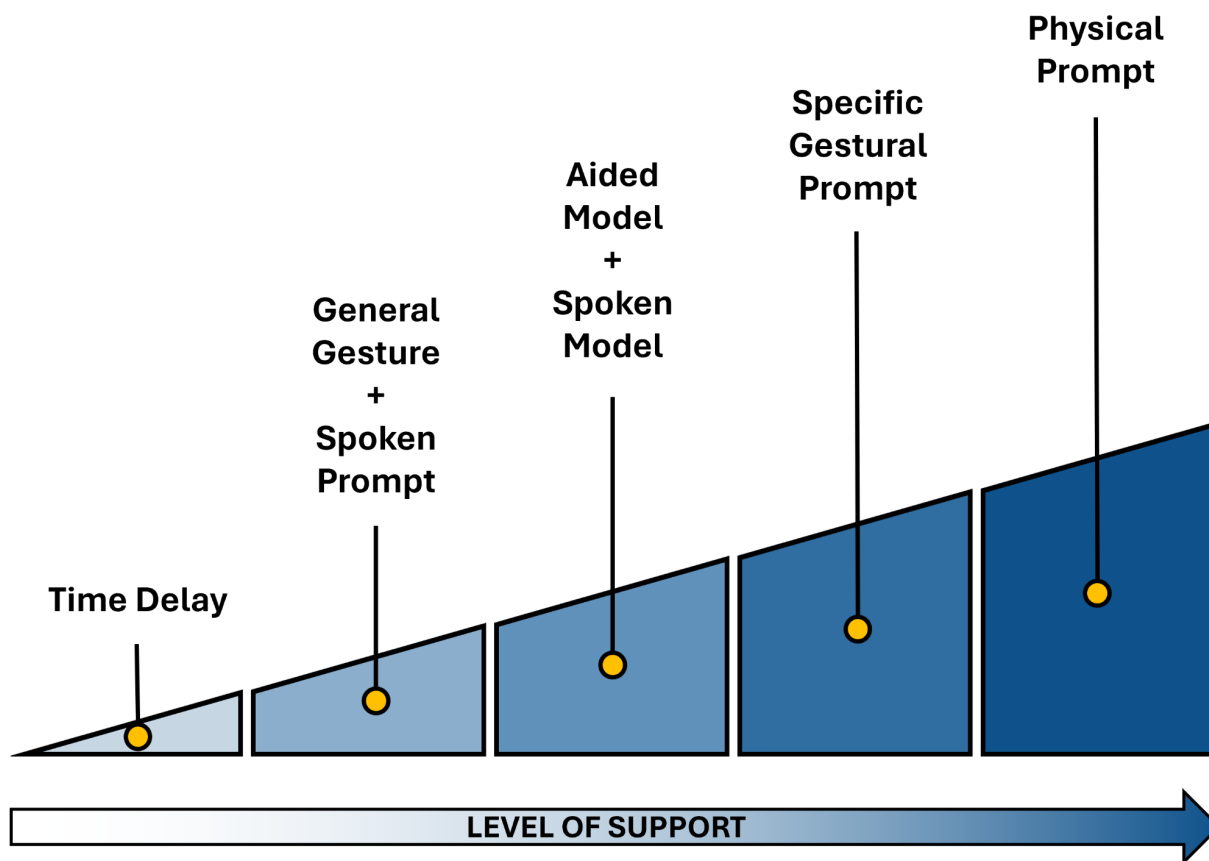 Time Delay
General
Gesture
+
Spoken
Prompt
Aided
Model
+
Spoken
Model
Specific
Gestural
Prompt
Physical
Prompt
LEVEL OF SUPPORT